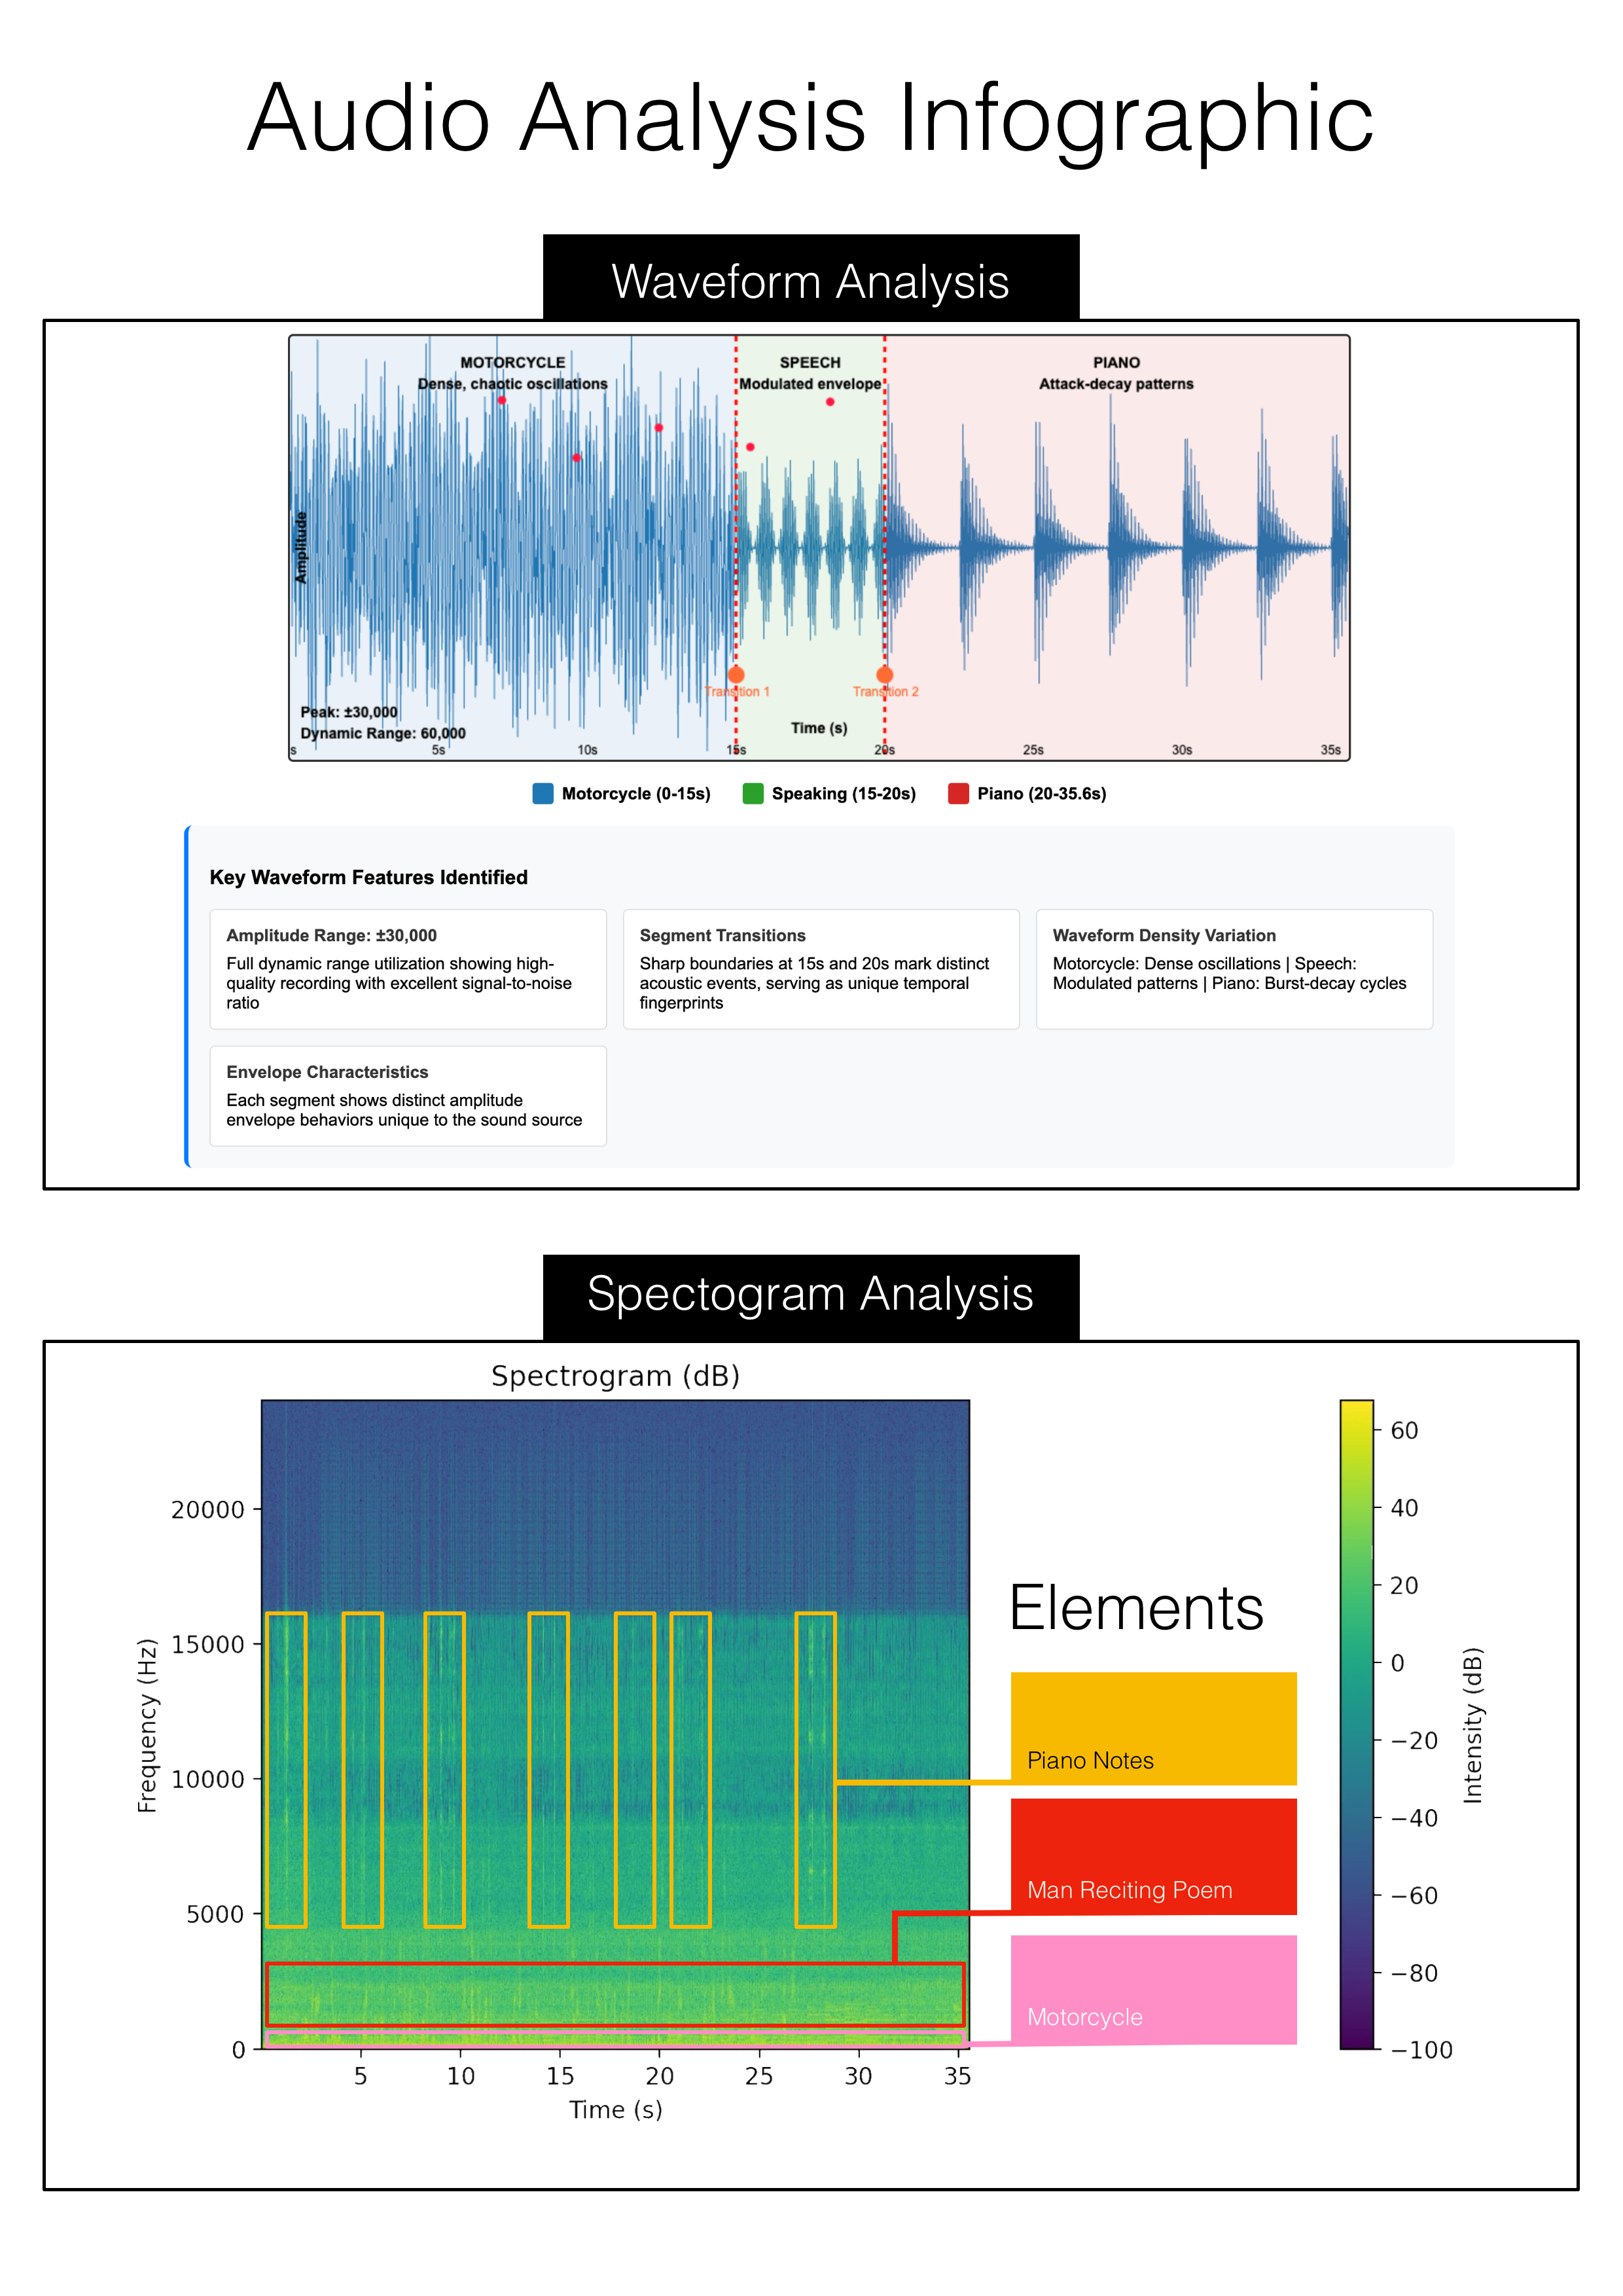 Audio Analysis Infographic
Waveform Analysis
MOTORCYCLE
Dense, chaotic oscillations
SPEECH
Modulated envelope
PIANO
Attack-decay patterns
Amplitude
Transition 1
Transition 2
Peak: ±30,000
Dynamic Range: 60,000
Time (s)
s 5s 10s 15s 20s 25s 30s 35s
Motorcycle (0-15s) Speaking (15-20s) Piano (20-35.6s)
Key Waveform Features Identified
Amplitude Range: ±30,000
Full dynamic range utilization showing high-
quality recording with excellent signal-to-noise
ratio
Segment Transitions
Sharp boundaries at 15s and 20s mark distinct
acoustic events, serving as unique temporal
fingerprints
Waveform Density Variation
Motorcycle: Dense oscillations | Speech:
Modulated patterns | Piano: Burst-decay cycles
Envelope Characteristics
Each segment shows distinct amplitude
envelope behaviors unique to the sound source
Spectogram Analysis
Spectrogram (dB)
Frequency (Hz)
20000
15000
10000
5000
0
5 10 15 20 25 30 35
Time (s)
Elements
Piano Notes
Man Reciting Poem
Motorcycle
60
40
20
0
−20
−40
−60
−80
−100
Intensity (dB)